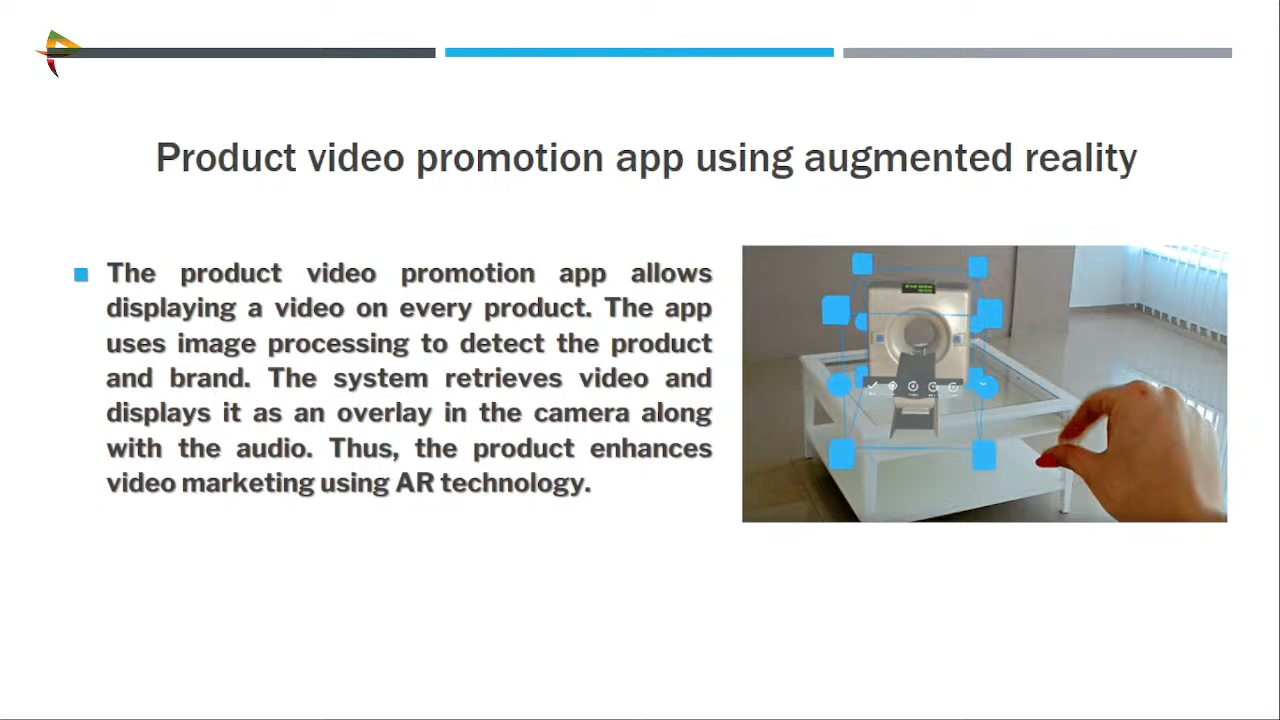 Product video promotion app using augmented reality
The product video promotion app allows
displaying a video on every product. The app
uses image processing to detect the product
and brand. The system retrieves video and
displays it as an overlay in the camera along
with the audio. Thus, the product enhances
video marketing using AR technology.